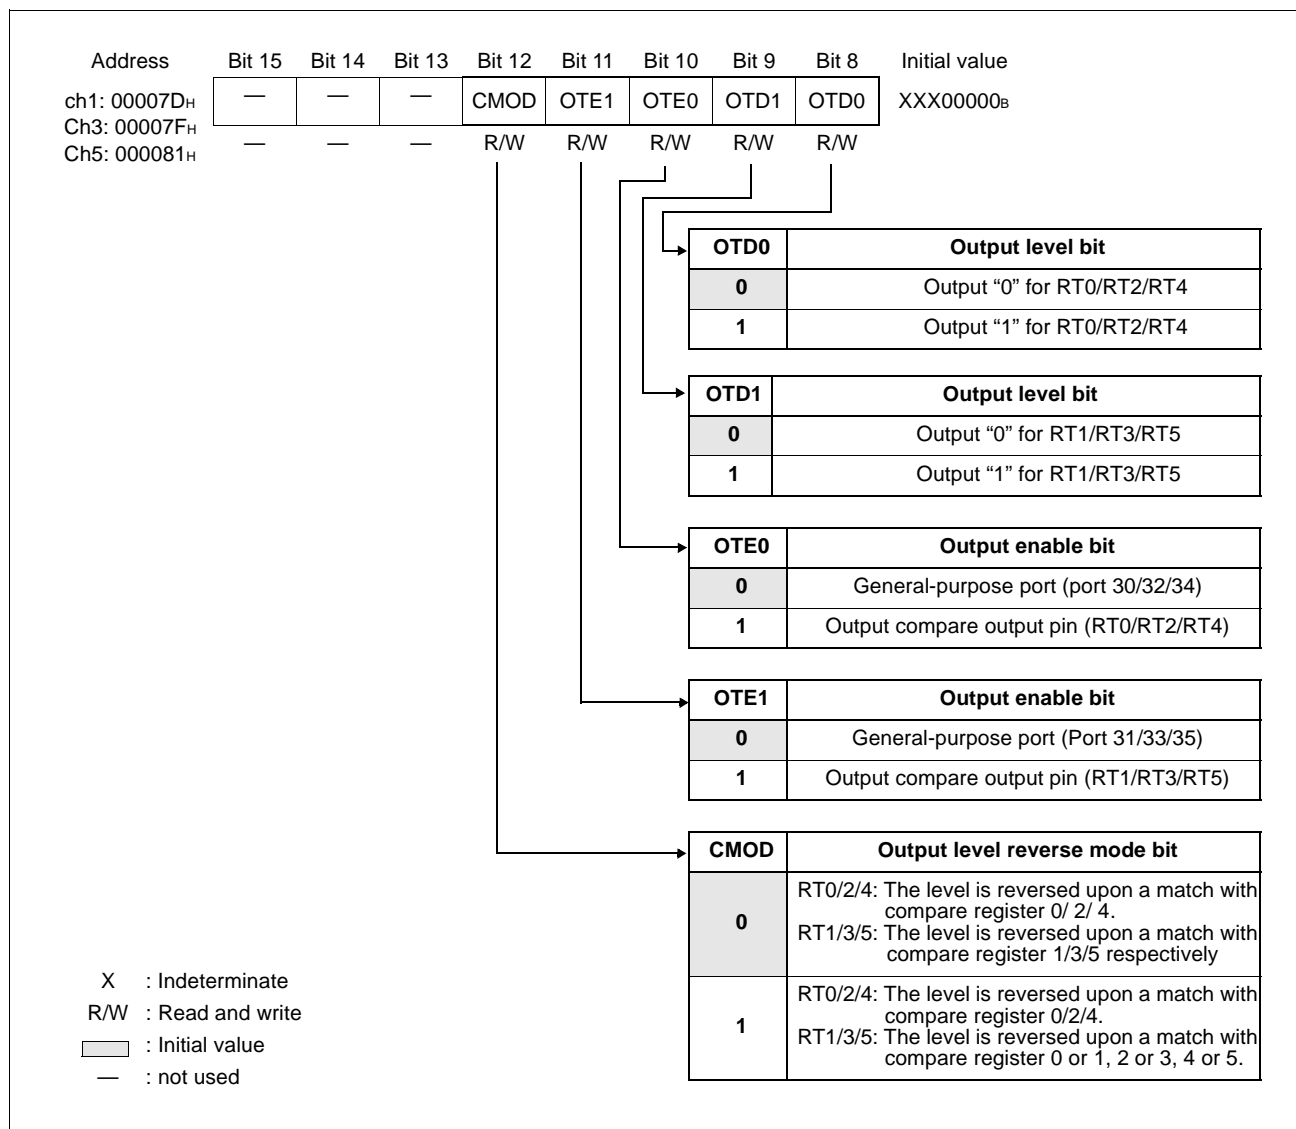 Address Bit 15 Bit 14 Bit 13 Bit 12 Bit 11 Bit 10 Bit 9 Bit 8 Initial value
ch1: 00007DH — — — CMOD OTE1 OTE0 OTD1 OTD0 XXX00000B
Ch3: 00007FH
Ch5: 000081H — — — R/W R/W R/W R/W R/W
OTD0 Output level bit
0 Output “0” for RT0/RT2/RT4
1 Output “1” for RT0/RT2/RT4
OTD1 Output level bit
0 Output “0” for RT1/RT3/RT5
1 Output “1” for RT1/RT3/RT5
OTE0 Output enable bit
0 General-purpose port (port 30/32/34)
1 Output compare output pin (RT0/RT2/RT4)
OTE1 Output enable bit
0 General-purpose port (Port 31/33/35)
1 Output compare output pin (RT1/RT3/RT5)
CMOD Output level reverse mode bit
0 RT0/2/4: The level is reversed upon a match with
compare register 0/ 2/ 4.
RT1/3/5: The level is reversed upon a match with
compare register 1/3/5 respectively
1 RT0/2/4: The level is reversed upon a match with
compare register 0/2/4.
RT1/3/5: The level is reversed upon a match with
compare register 0 or 1, 2 or 3, 4 or 5.
X : Indeterminate
R/W : Read and write
: Initial value
— : not used